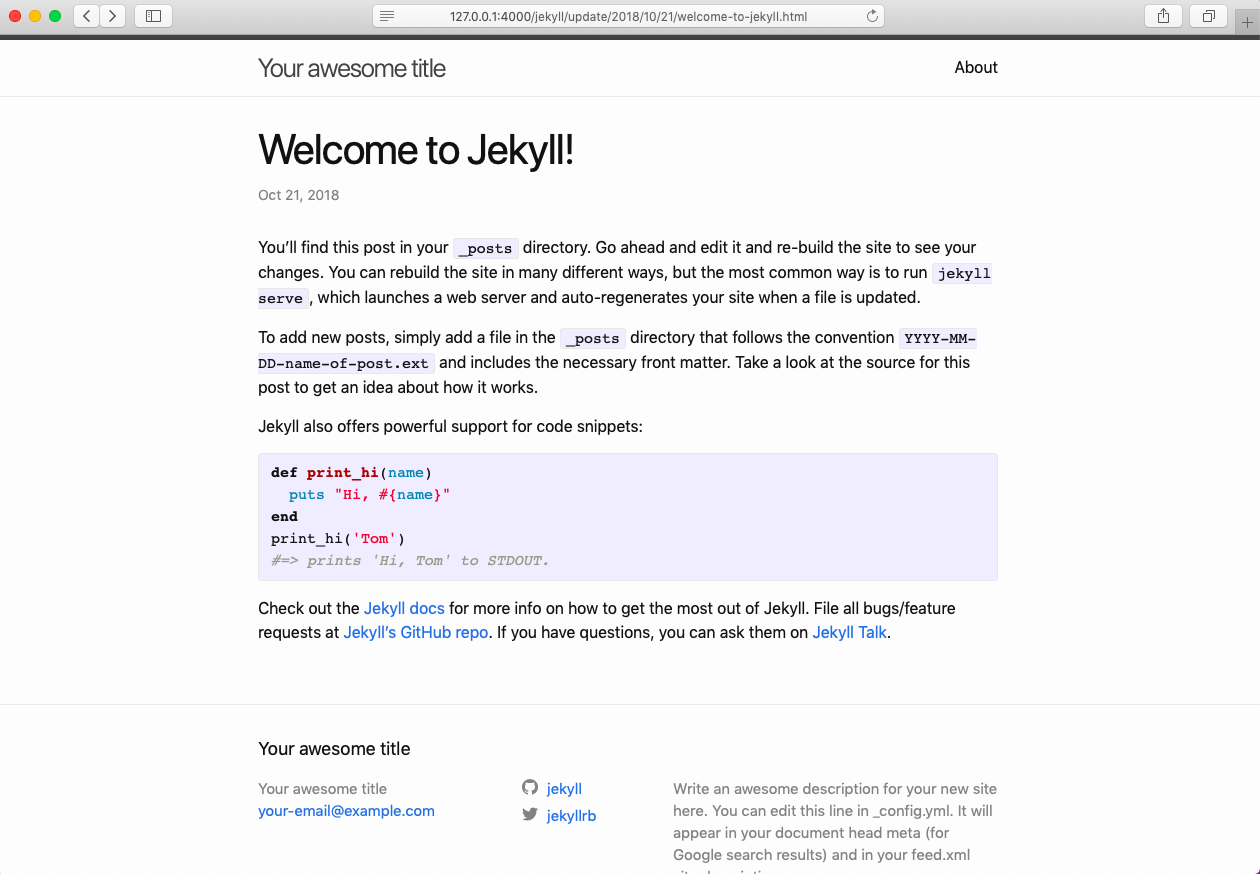 127.0.0.1:4000/jekyll/update/2018/10/21/welcome-to-jekyll.html
Your awesome title
About
Welcome to Jekyll!
Oct 21, 2018
You’ll find this post in your _posts directory. Go ahead and edit it and re-build the site to see your
changes. You can rebuild the site in many different ways, but the most common way is to run jekyll
serve, which launches a web server and auto-regenerates your site when a file is updated.
To add new posts, simply add a file in the _posts directory that follows the convention YYYY-MM-
DD-name-of-post.ext and includes the necessary front matter. Take a look at the source for this
post to get an idea about how it works.
Jekyll also offers powerful support for code snippets:
def print_hi(name)
  puts "Hi, #{name}"
end
print_hi('Tom')
#=> prints 'Hi, Tom' to STDOUT.
Check out the Jekyll docs for more info on how to get the most out of Jekyll. File all bugs/feature
requests at Jekyll’s GitHub repo. If you have questions, you can ask them on Jekyll Talk.
Your awesome title
Your awesome title
your-email@example.com
jekyll
jekyllrb
Write an awesome description for your new site
here. You can edit this line in _config.yml. It will
appear in your document head meta (for
Google search results) and in your feed.xml